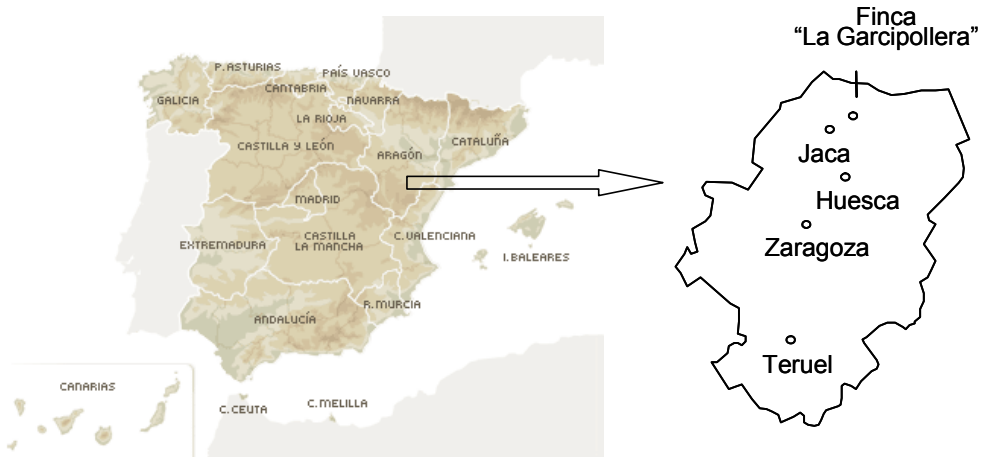 Finca
“La Garcipollera”
P. ASTURIAS
PAÍS VASCO
CANTABRIA
GALICIA
NAVARRA
LA RIOJA
CATALUÑA
CASTILLA Y LEÓN
ARAGÓN
Jaca
MADRID
Huesca
EXTREMADURA
CASTILLA
LA MANCHA
C. VALENCIANA
Zaragoza
I. BALEARES
R. MURCIA
ANDALUCÍA
Teruel
CANARIAS
C. CEUTA
C. MELILLA